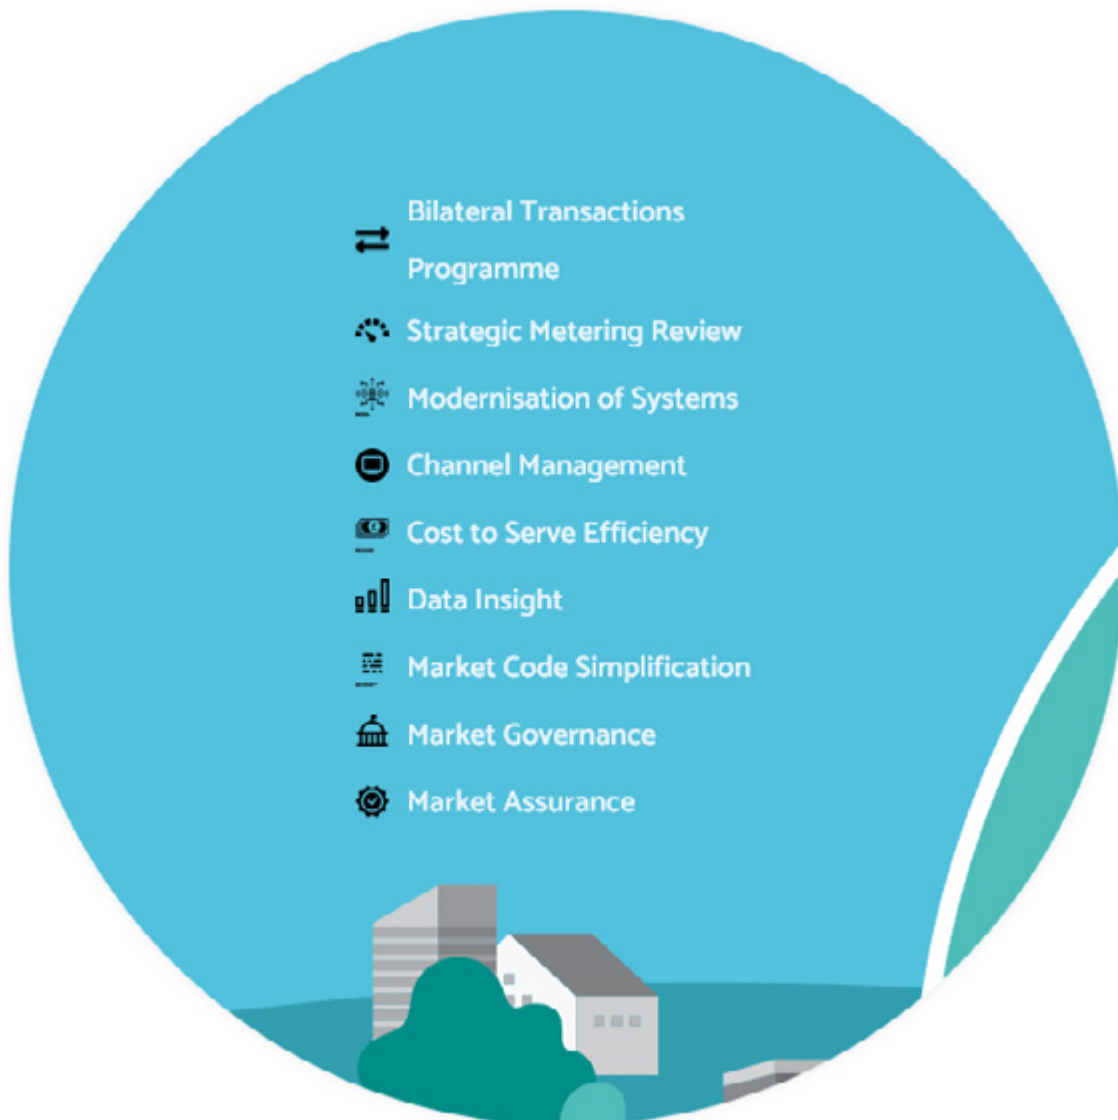 Bilateral Transactions
Programme
Strategic Metering Review
Modernisation of Systems
Channel Management
Cost to Serve Efficiency
Data Insight
Market Code Simplification
Market Governance
Market Assurance